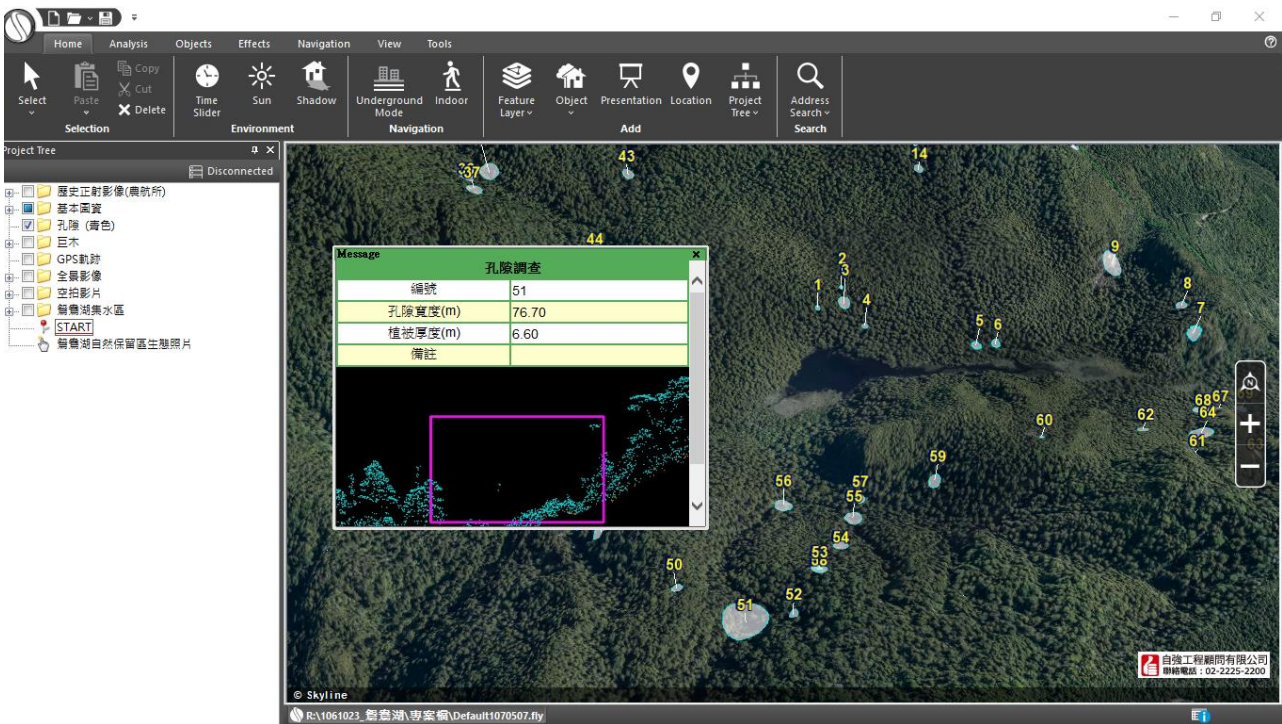 Home Analysis Objects Effects Navigation View Tools
Select
Paste
Copy
Cut
Delete
Selection
Time Slider
Sun
Shadow
Environment
Underground Mode
Indoor
Navigation
Feature Layer
Object
Presentation
Location
Project Tree
Add
Address Search
Search
Project Tree
Disconnected
歷史正射影像(農航所)
基本圖資
孔隙 (青色)
巨木
GPS軌跡
全景影像
空拍影片
鴛鴦湖集水區
START
鴛鴦湖自然保留區生態照片
Message
孔隙調查
編號 51
孔隙寬度(m) 76.70
植被厚度(m) 6.60
備註
37
43
14
44
2
3
1
4
9
8
7
5
6
60
62
68
67
64
61
63
59
56
57
55
54
53
58
50
51
52
自強工程顧問有限公司
聯絡電話：02-2225-2200
© Skyline
R:\1061023_鴛鴦湖\專案檔\Default1070507.fly